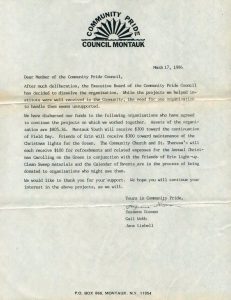 COMMUNITY PRIDE
COUNCIL MONTAUK
March 17, 1986
Dear Member of the Community Pride Council,
After much deliberation, the Executive Board of the Community Pride
has decided to dissolve the organization. While the projects we helped in-
stitute were well received in the Community, the need for one organization
to handle them seems unsupported.
We have disbursed our funds to the following organizations who have agreed
to continue the projects on which we worked together. Assets of the organi-
zation are $805.36. Montauk Youth will receive $300 toward the continuation
of Field Day. Friends of Erin will receive $300 toward maintenance of the
Christmas lights for the Green. The Community Church and St. Therese's will
each receive $100 for refreshments and related expenses for the Annual Christ-
mas Carolling on the Green in conjunction with the Friends of Erin light-up.
Clean Sweep materials and the Calendar of Events are in the process of being
donated to organizations who might use them.
We would like to thank you for your support. We hope you will continue your
interest in the above projects, as we will.
Yours in Community Pride,
Gail Webb
P.O. BOX 668, MONTAUK, N.Y. 11954